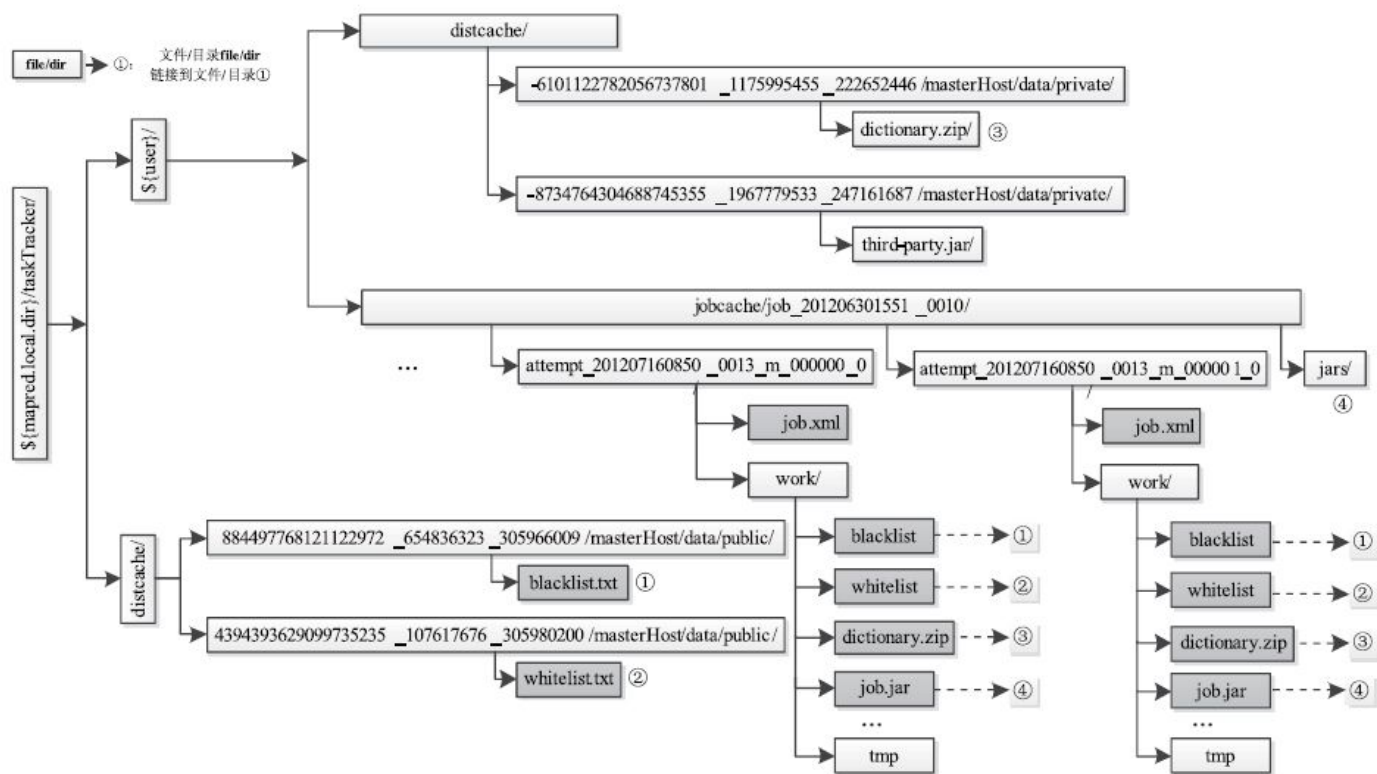 file/dir
①:
文件/目录file/dir
链接到文件/目录①
distcache/
-6101122782056737801 _1175995455 _222652446 /masterHost/data/private/
dictionary.zip/
③
${user}/
-8734764304688745355 _1967779533 _247161687 /masterHost/data/private/
third-party.jar/
${mapred.local.dir}/taskTracker/
jobcache/job_201206301551 _0010/
...
attempt_201207160850 _0013_m_000000_0
/
attempt_201207160850 _0013_m_00000 1_0
/
jars/
④
job.xml
job.xml
work/
work/
distcache/
884497768121122972 _654836323 _305966009 /masterHost/data/public/
blacklist.txt
①
4394393629099735235 _107617676 _305980200 /masterHost/data/public/
whitelist.txt
②
blacklist
①
whitelist
②
dictionary.zip
③
job.jar
④
...
tmp
blacklist
①
whitelist
②
dictionary.zip
③
job.jar
④
...
tmp